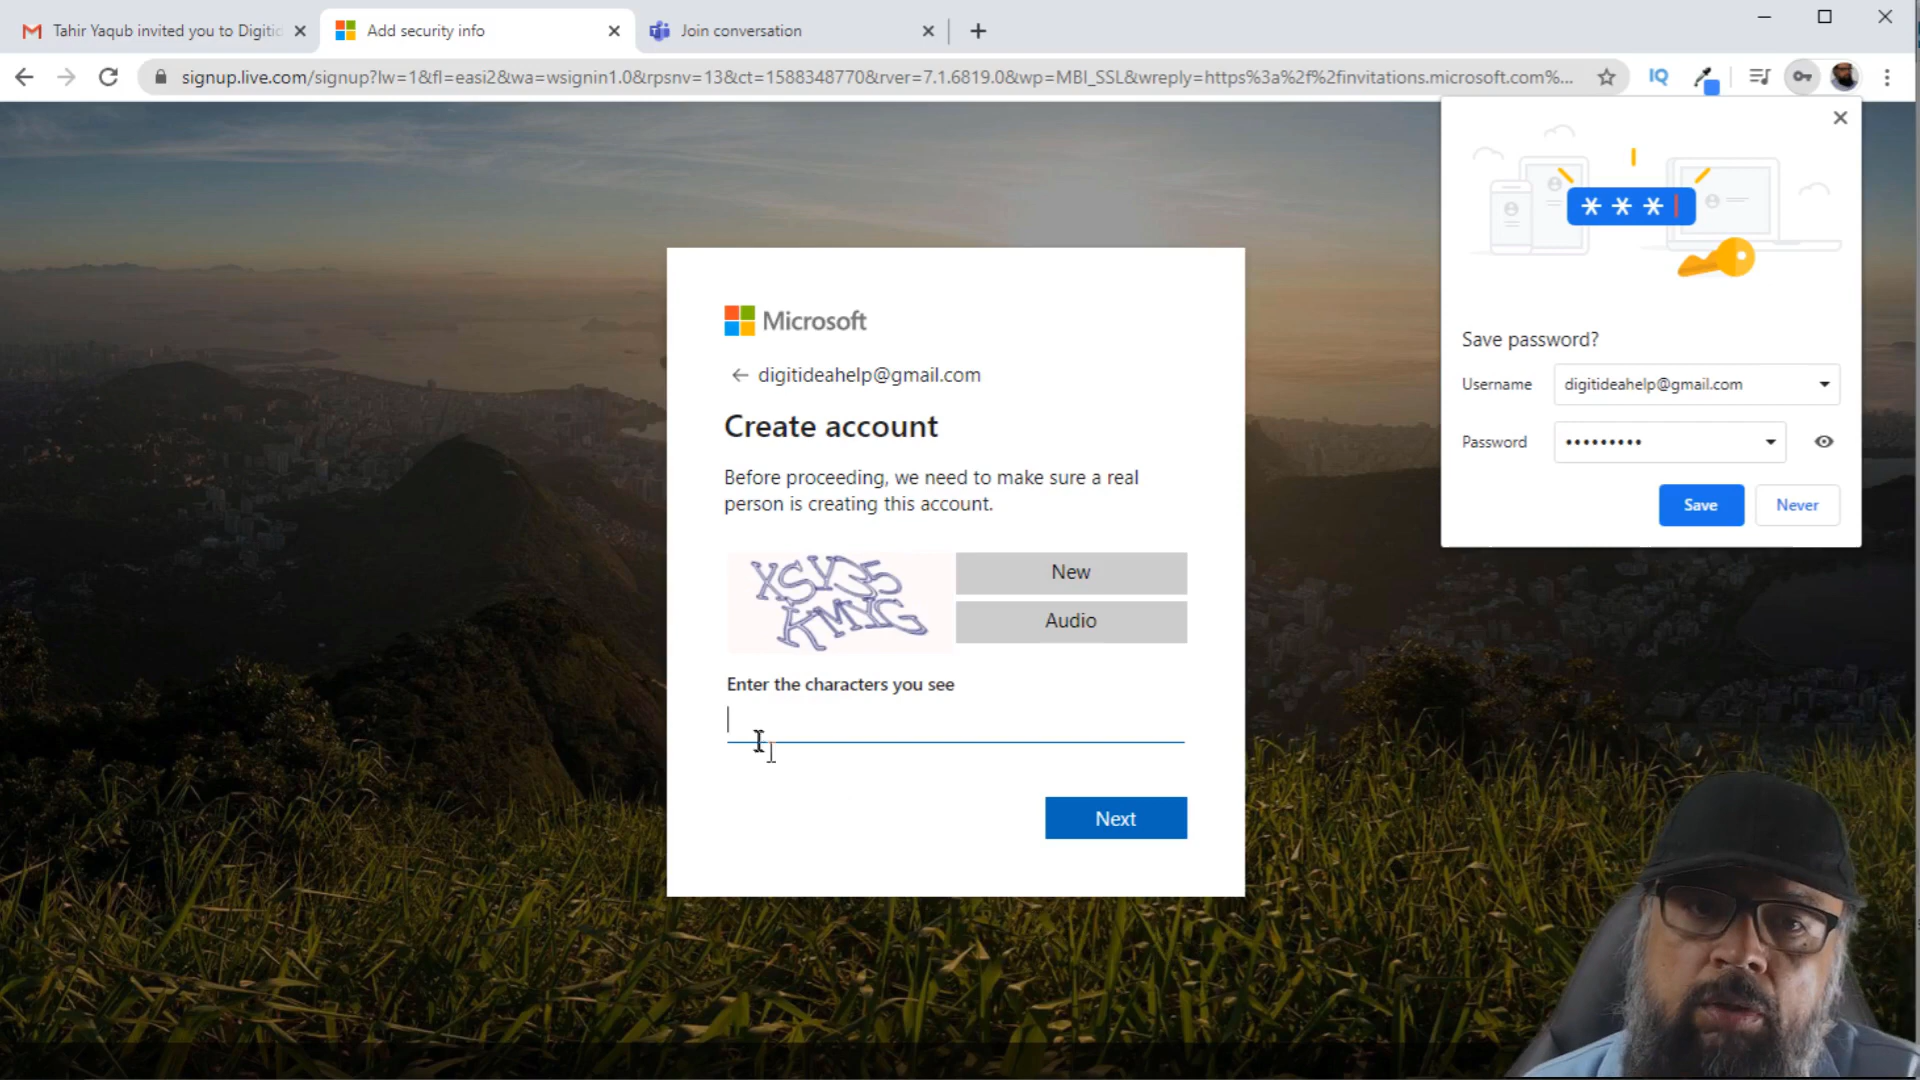 Tahir Yaqub invited you to Digitid
Add security info
Join conversation
signup.live.com/signup?lw=1&fl=easi2&wa=wsignin1.0&rpsnv=13&ct=1588348770&rver=7.1.6819.0&wp=MBI_SSL&wreply=https%3a%2f%2finvitations.microsoft.com%...
IQ
***
Save password?
Username digitideahelp@gmail.com
Password •••••••••
Save Never
Microsoft
digitideahelp@gmail.com
Create account
Before proceeding, we need to make sure a real
person is creating this account.
New
Audio
Enter the characters you see
Next